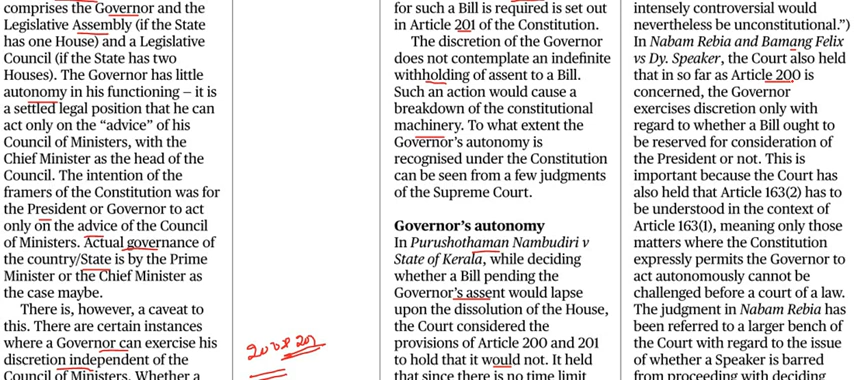 comprises the Governor and the
Legislative Assembly (if the State
has one House) and a Legislative
Council (if the State has two
Houses). The Governor has little
autonomy in his functioning — it is
a settled legal position that he can
act only on the “advice” of his
Council of Ministers, with the
Chief Minister as the head of the
Council. The intention of the
framers of the Constitution was for
the President or Governor to act
only on the advice of the Council
of Ministers. Actual governance of
the country/State is by the Prime
Minister or the Chief Minister as
the case maybe.
There is, however, a caveat to
this. There are certain instances
where a Governor can exercise his
discretion independent of the
Council of Ministers. Whether a
200 & 201
for such a Bill is required is set out
in Article 201 of the Constitution.
The discretion of the Governor
does not contemplate an indefinite
withholding of assent to a Bill.
Such an action would cause a
breakdown of the constitutional
machinery. To what extent the
Governor’s autonomy is
recognised under the Constitution
can be seen from a few judgments
of the Supreme Court.
Governor’s autonomy
In Purushothaman Nambudiri v
State of Kerala, while deciding
whether a Bill pending the
Governor’s assent would lapse
upon the dissolution of the House,
the Court considered the
provisions of Article 200 and 201
to hold that it would not. It held
that since there is no time limit
intensely controversial would
nevertheless be unconstitutional.”)
In Nabam Rebia and Bamang Felix
vs Dy. Speaker, the Court also held
that in so far as Article 200 is
concerned, the Governor
exercises discretion only with
regard to whether a Bill ought to
be reserved for consideration of
the President or not. This is
important because the Court has
also held that Article 163(2) has to
be understood in the context of
Article 163(1), meaning only those
matters where the Constitution
expressly permits the Governor to
act autonomously cannot be
challenged before a court of law.
The judgment in Nabam Rebia has
been referred to a larger bench of
the Court with regard to the issue
of whether a Speaker is barred
from proceeding with deciding